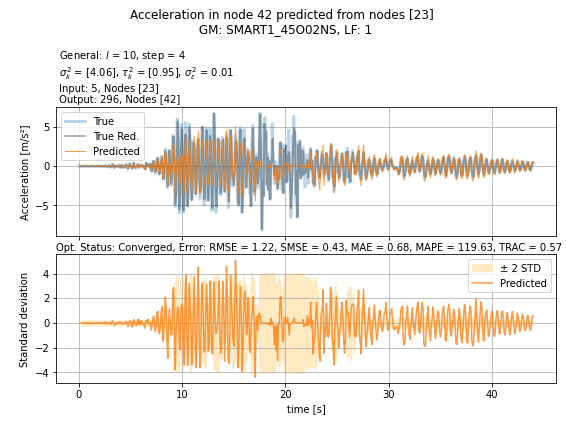 Acceleration in node 42 predicted from nodes [23]
GM: SMART1_45O02NS, LF: 1
General: l = 10, step = 4
σ²ₖ = [4.06], τ²ₖ = [0.95], σ²ₑ = 0.01
Input: 5, Nodes [23]
Output: 296, Nodes [42]
True
True Red.
Predicted
5
0
−5
Acceleration [m/s²]
Opt. Status: Converged, Error: RMSE = 1.22, SMSE = 0.43, MAE = 0.68, MAPE = 119.63, TRAC = 0.57
± 2 STD
Predicted
4
2
0
−2
−4
Standard deviation
0 10 20 30 40
time [s]